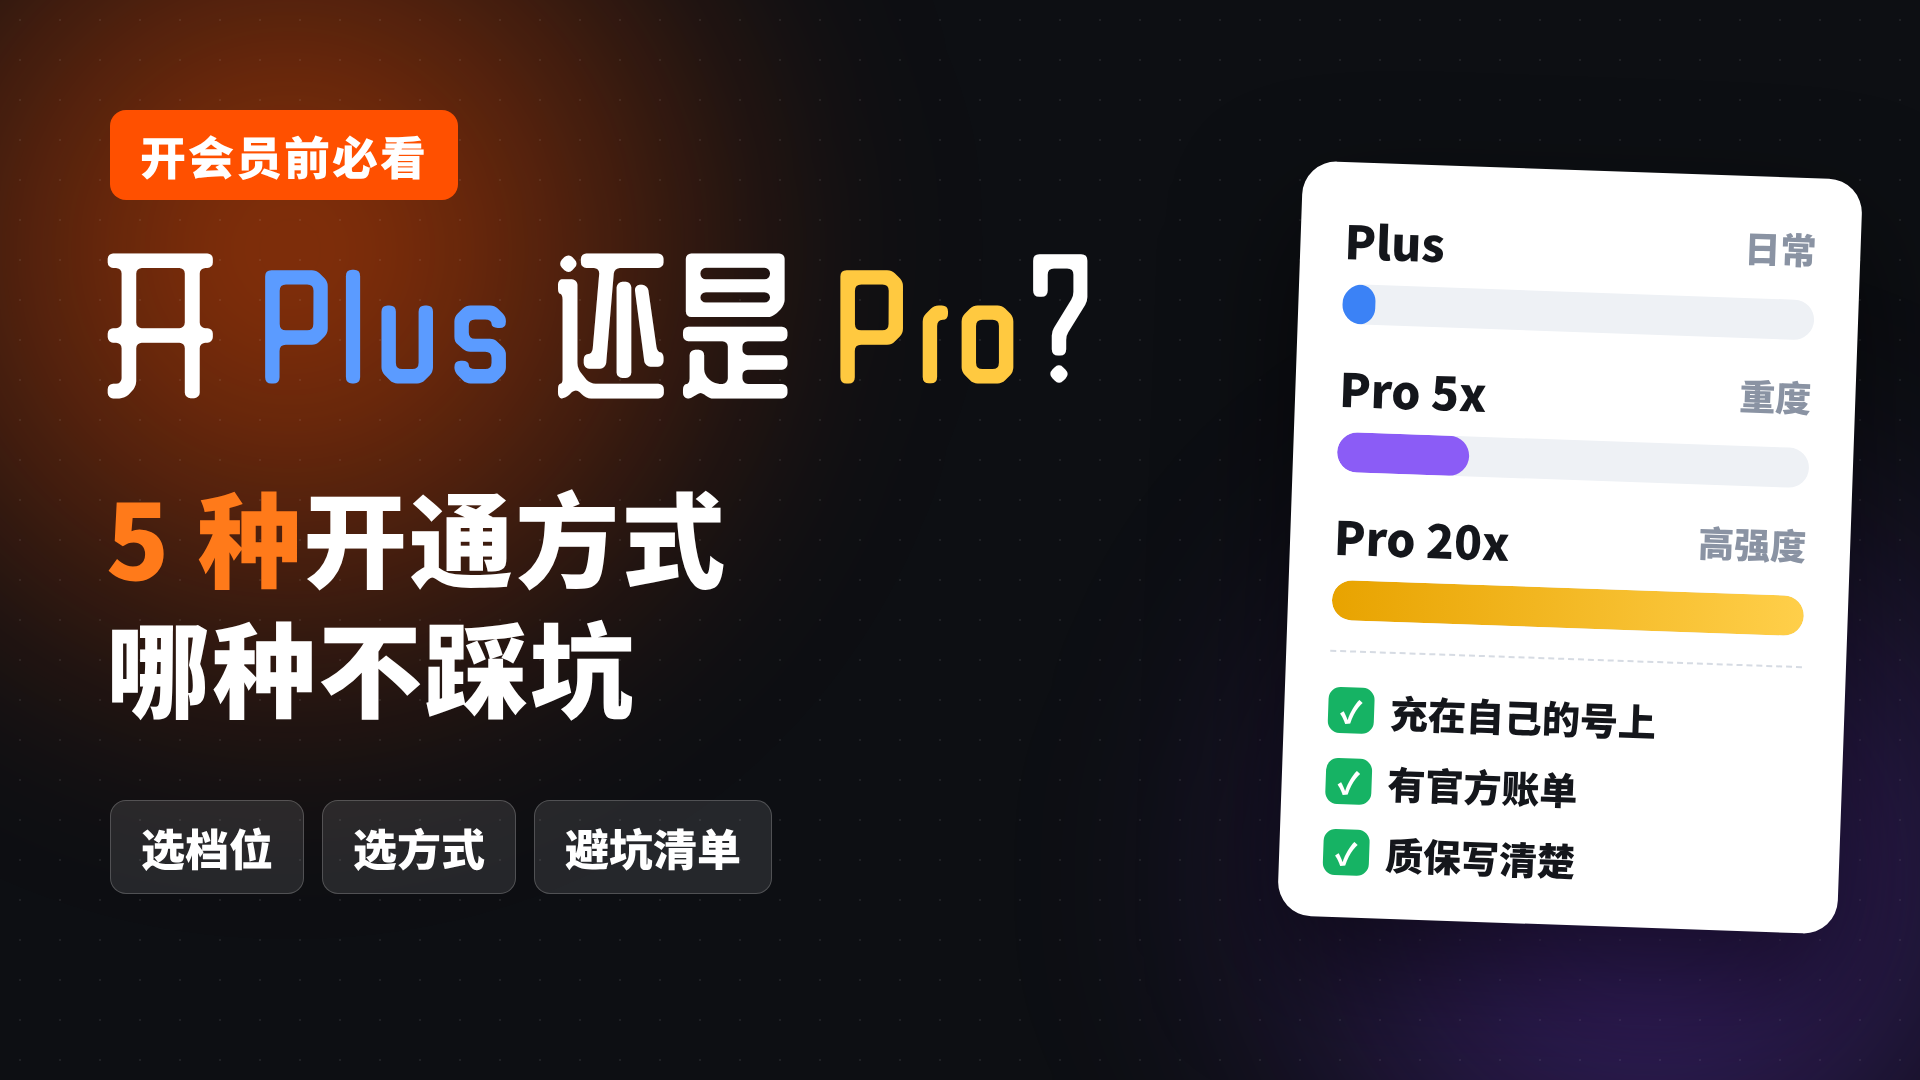 开会员前必看
开 Plus 还是 Pro?
5 种开通方式
哪种不踩坑
选档位 选方式 避坑清单
Plus 日常
Pro 5x 重度
Pro 20x 高强度
✓ 充在自己的号上
✓ 有官方账单
✓ 质保写清楚